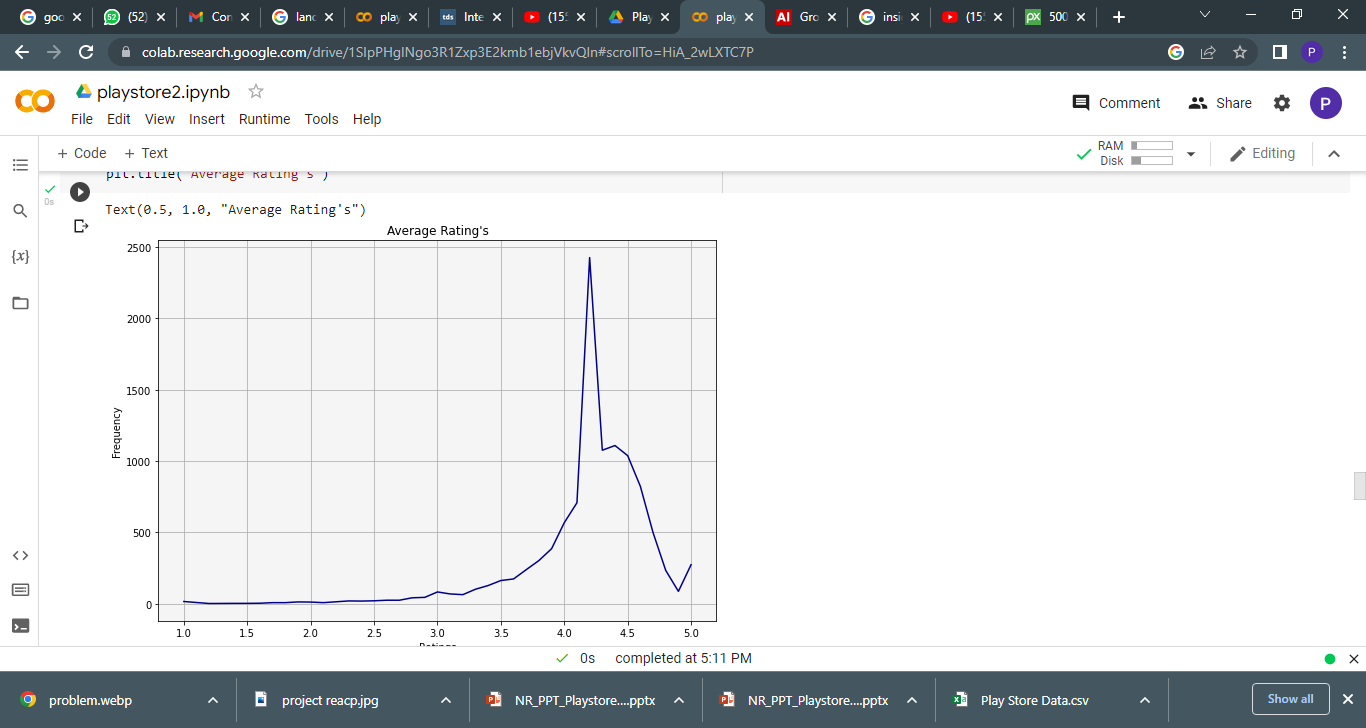 goo (52) Con lanc play Inte (15! Play play Gro insi (15! 500
colab.research.google.com/drive/1SIpPHgINgo3R1Zxp3E2kmb1ebjVkvQIn#scrollTo=HiA_2wLXTC7P
playstore2.ipynb
File Edit View Insert Runtime Tools Help
Comment Share P
+ Code + Text
RAM
Disk
Editing
plt.title("Average Rating's")
0s
Text(0.5, 1.0, "Average Rating's")
{x}
Average Rating's
2500
2000
1500
1000
500
0
Frequency
1.0 1.5 2.0 2.5 3.0 3.5 4.0 4.5 5.0
Ratings
0s completed at 5:11 PM
problem.webp project reacp.jpg NR_PPT_Playstore....pptx NR_PPT_Playstore....pptx Play Store Data.csv Show all